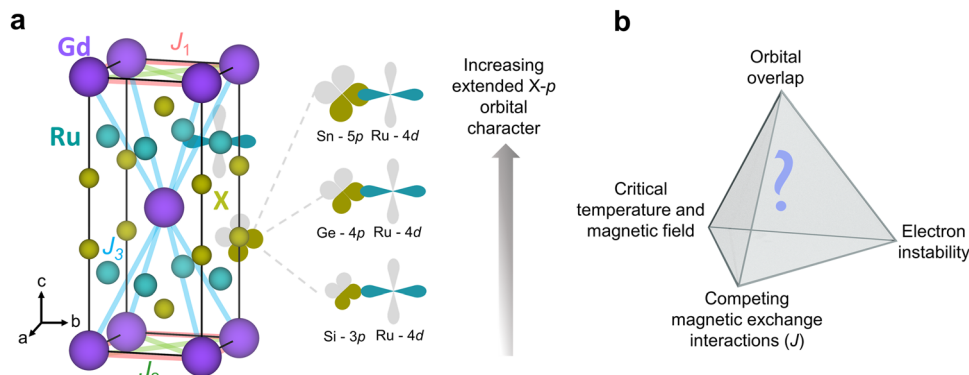 a
Gd
J1
Ru
X
J3
c
b
a
Sn - 5p Ru - 4d
Ge - 4p Ru - 4d
Si - 3p Ru - 4d
Increasing
extended X-p
orbital
character
b
Orbital
overlap
?
Critical
temperature and
magnetic field
Electron
instability
Competing
magnetic exchange
interactions (J)